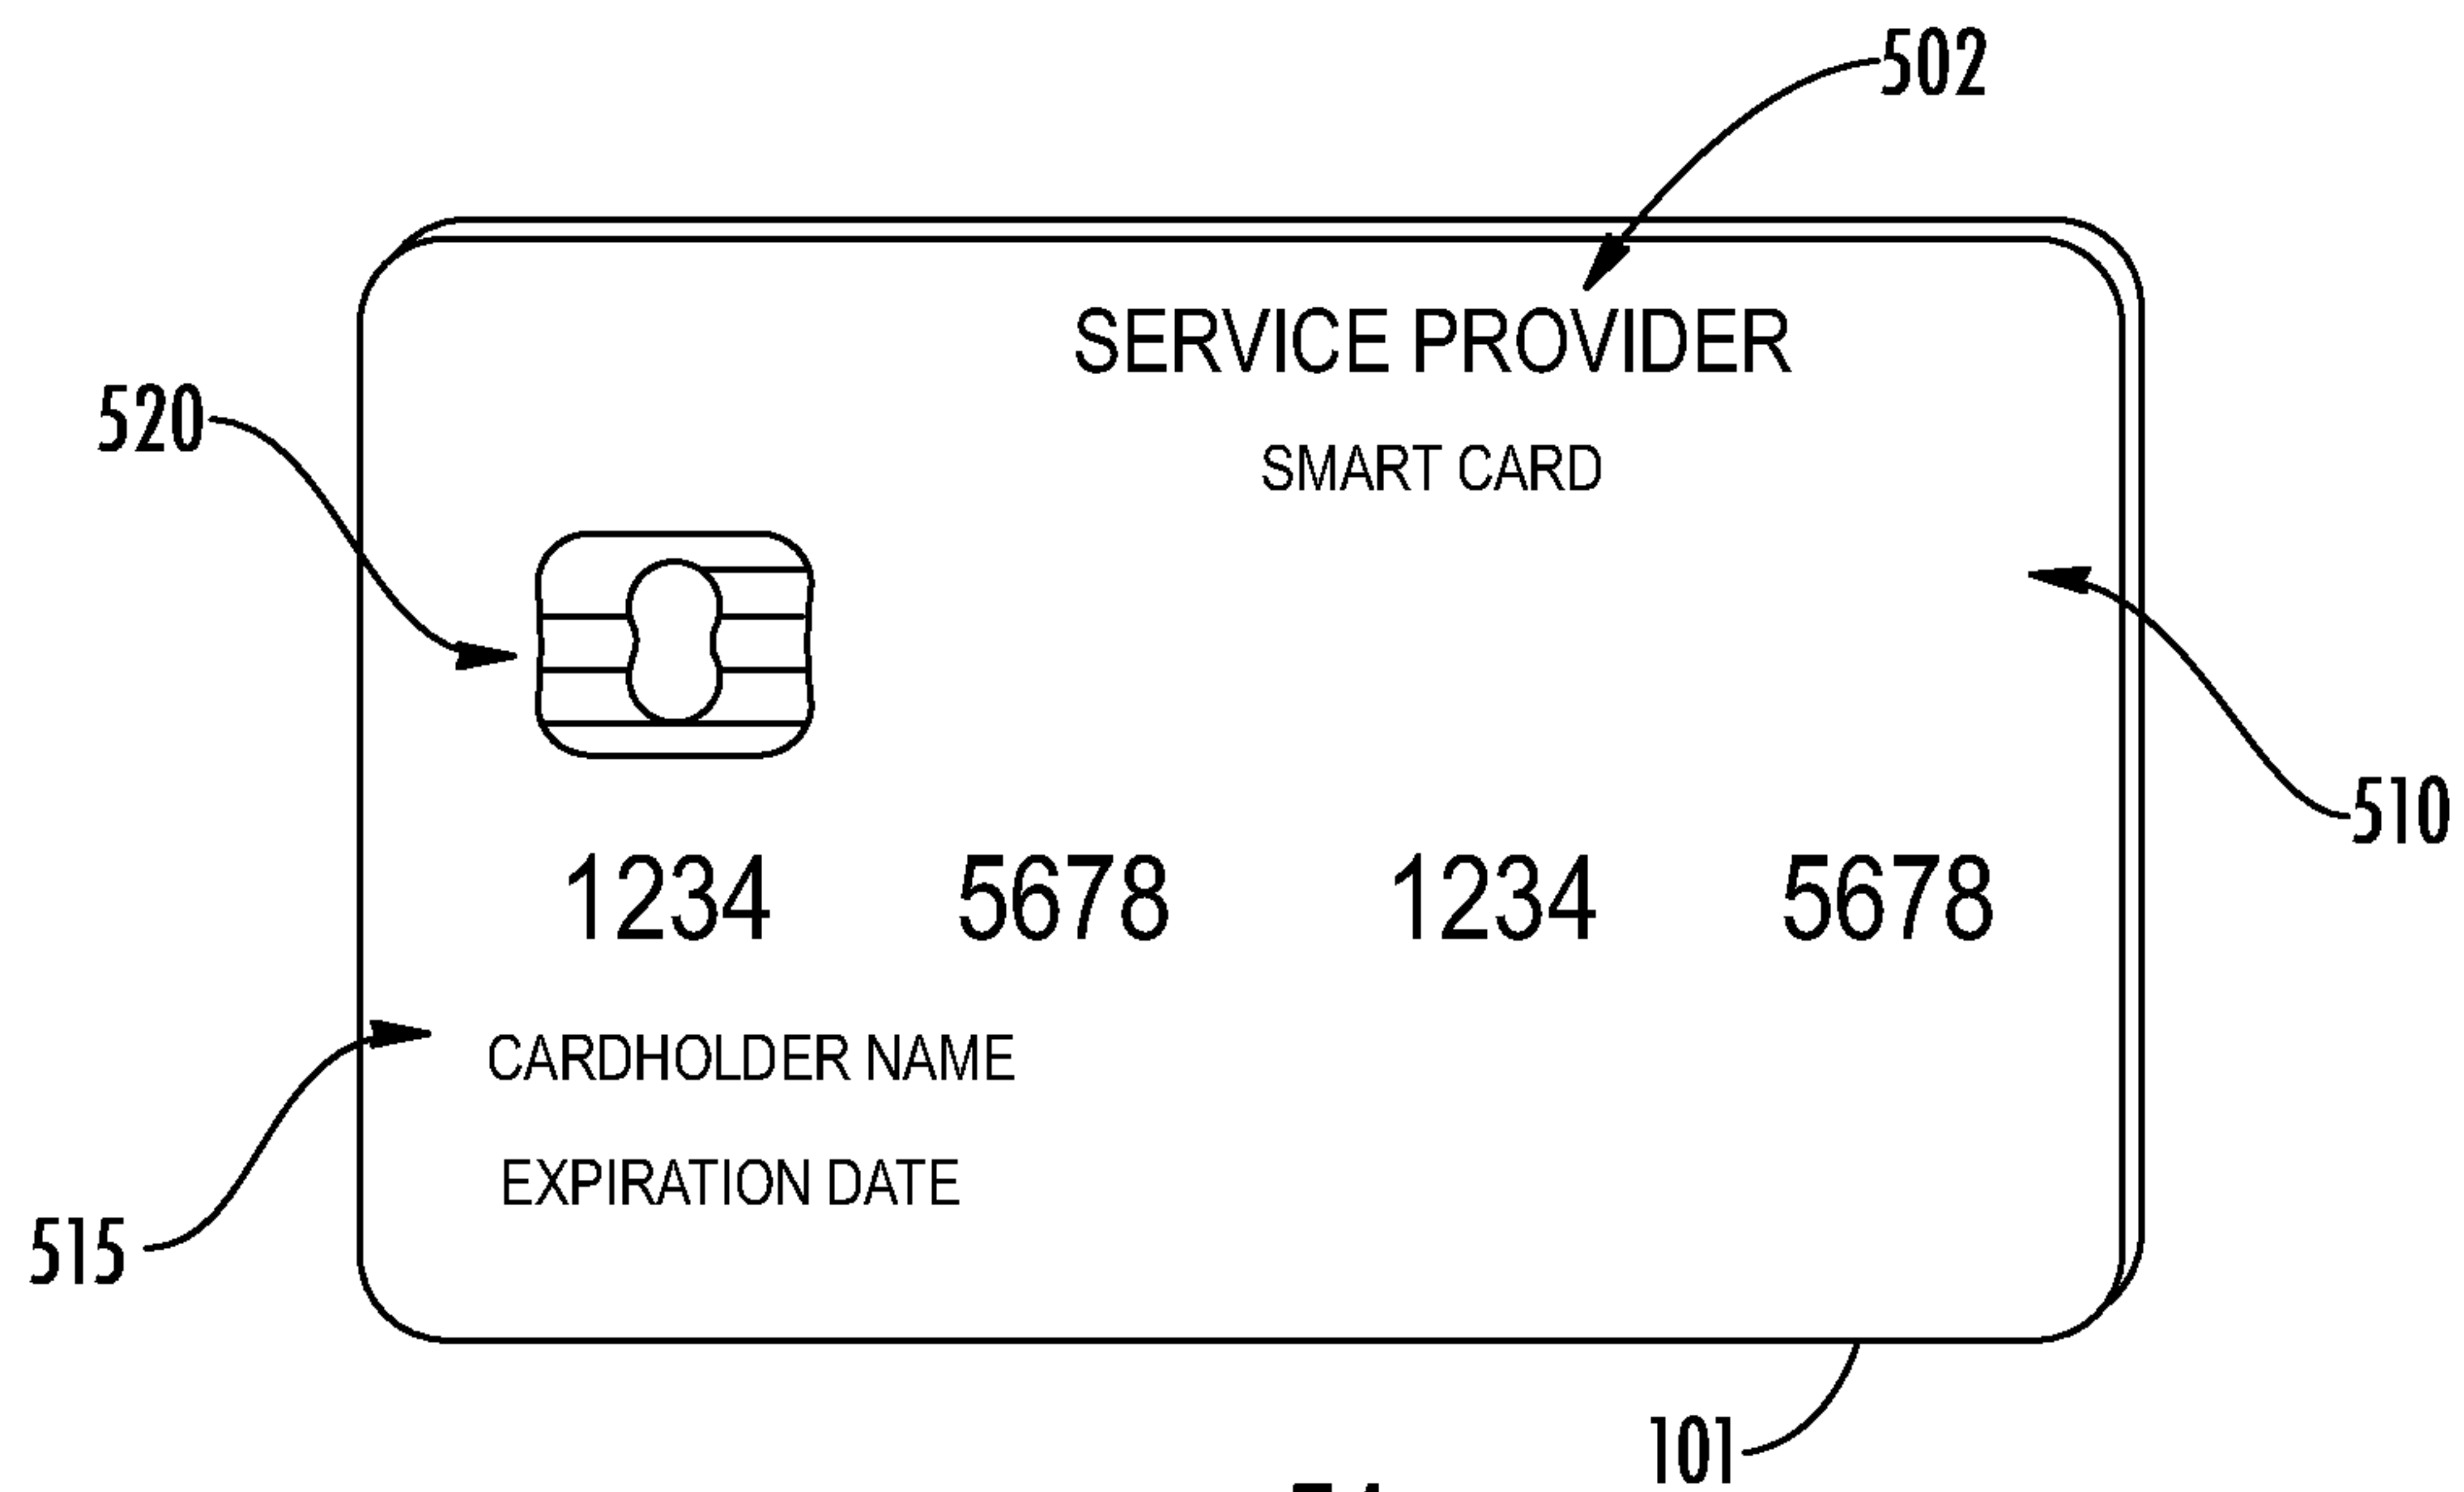 502
SERVICE PROVIDER
520
SMART CARD
510
1234 5678 1234 5678
CARDHOLDER NAME
EXPIRATION DATE
515
101